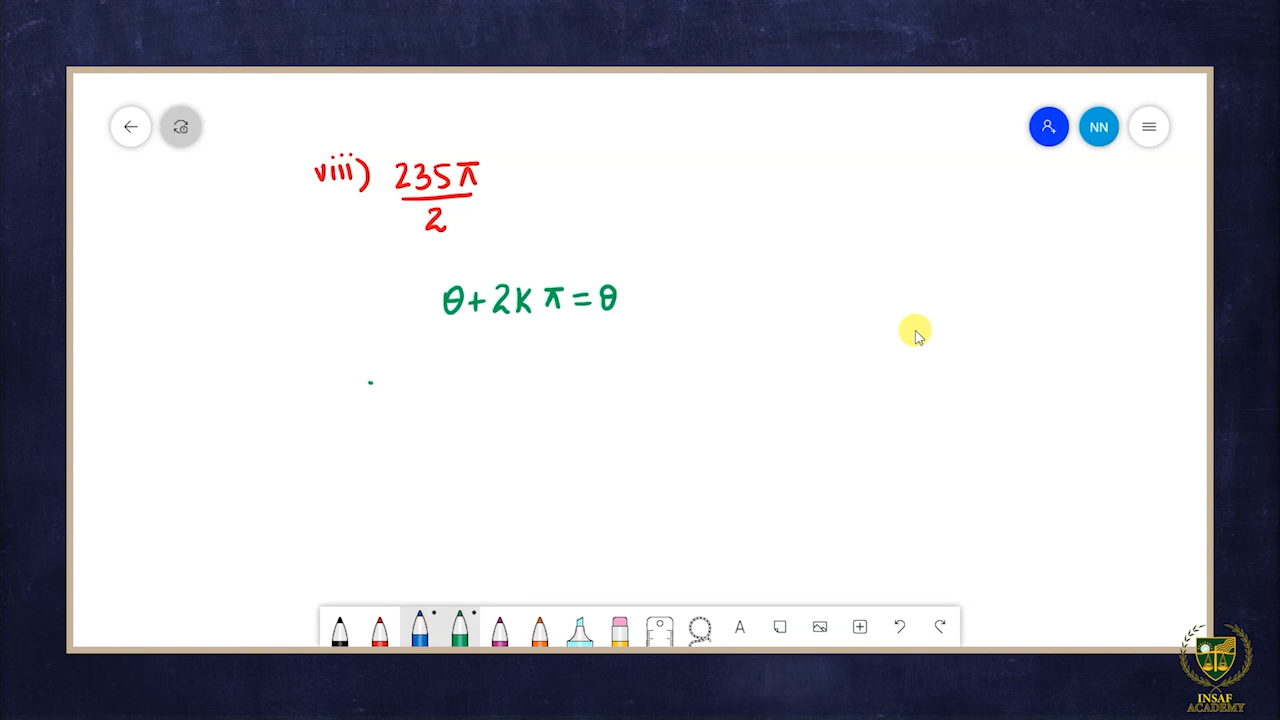 NN
viii) 235π
2
θ+2kπ=θ
A
INSAF
ACADEMY